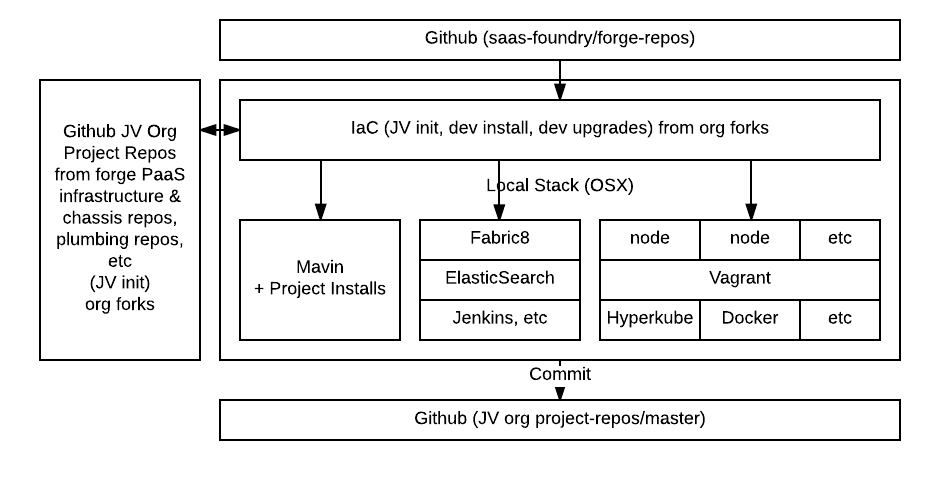 Github (saas-foundry/forge-repos)
Github JV Org
Project Repos
from forge PaaS
infrastructure &
chassis repos,
plumbing repos,
etc
(JV init)
org forks
IaC (JV init, dev install, dev upgrades) from org forks
Local Stack (OSX)
Mavin
+ Project Installs
Fabric8
ElasticSearch
Jenkins, etc
node
node
etc
Vagrant
Hyperkube
Docker
etc
Commit
Github (JV org project-repos/master)